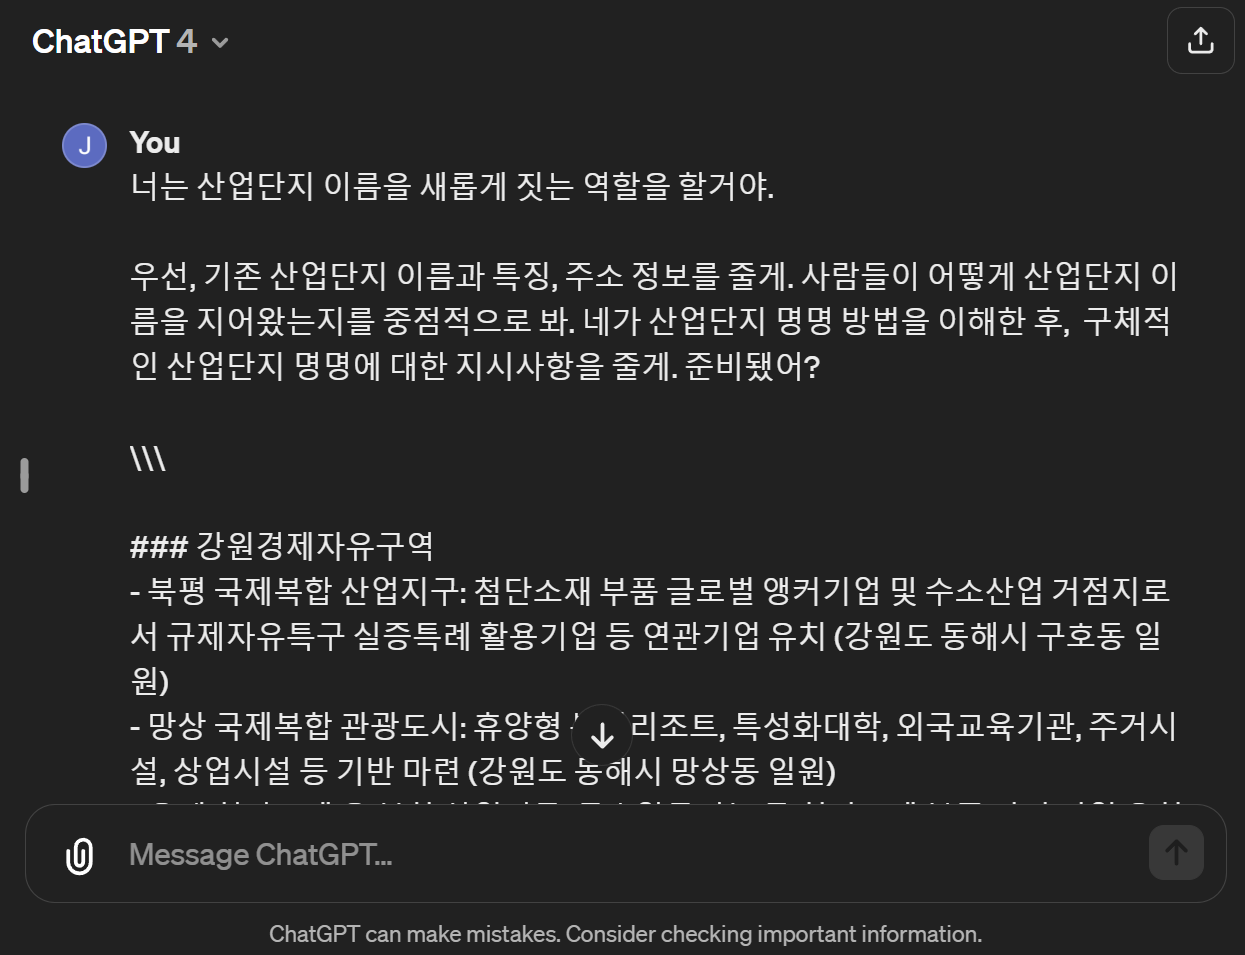 ChatGPT 4
J
You
너는 산업단지 이름을 새롭게 짓는 역할을 할거야.
우선, 기존 산업단지 이름과 특징, 주소 정보를 줄게. 사람들이 어떻게 산업단지 이
름을 지어왔는지를 중점적으로 봐. 네가 산업단지 명명 방법을 이해한 후, 구체적
인 산업단지 명명에 대한 지시사항을 줄게. 준비됐어?
\\\
### 강원경제자유구역
- 북평 국제복합 산업지구: 첨단소재 부품 글로벌 앵커기업 및 수소산업 거점지로
서 규제자유특구 실증특례 활용기업 등 연관기업 유치 (강원도 동해시 구호동 일
원)
- 망상 국제복합 관광도시: 휴양형 리조트, 특성화대학, 외국교육기관, 주거시
설, 상업시설 등 기반 마련 (강원도 동해시 망상동 일원)
Message ChatGPT...
ChatGPT can make mistakes. Consider checking important information.